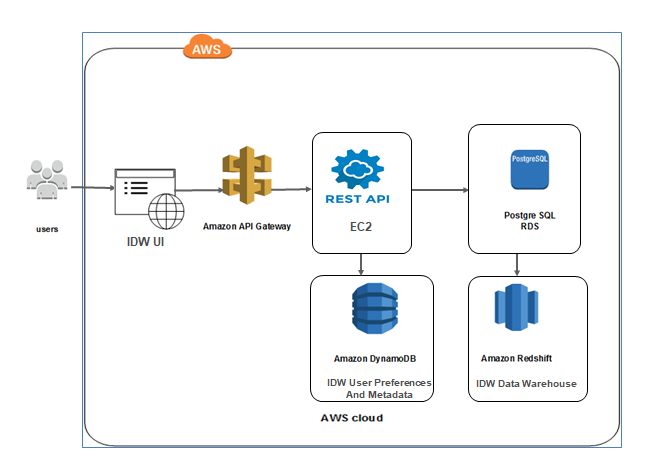 AWS
PostgreSQL
REST API
EC2
Postgre SQL
RDS
users
IDW UI
Amazon API Gateway
Amazon DynamoDB
IDW User Preferences
And Metadata
Amazon Redshift
IDW Data Warehouse
AWS cloud